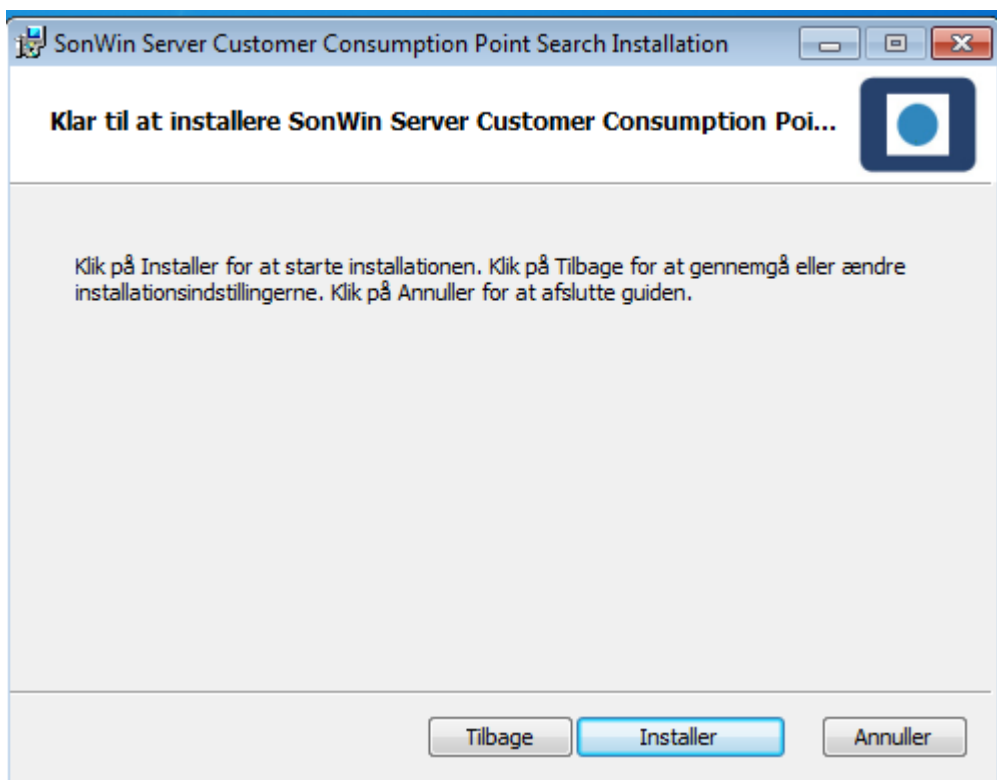 SonWin Server Customer Consumption Point Search Installation
Klar til at installere SonWin Server Customer Consumption Poi...
Klik på Installer for at starte installationen. Klik på Tilbage for at gennemgå eller ændre
installationsindstillingerne. Klik på Annuller for at afslutte guiden.
Tilbage
Installer
Annuller